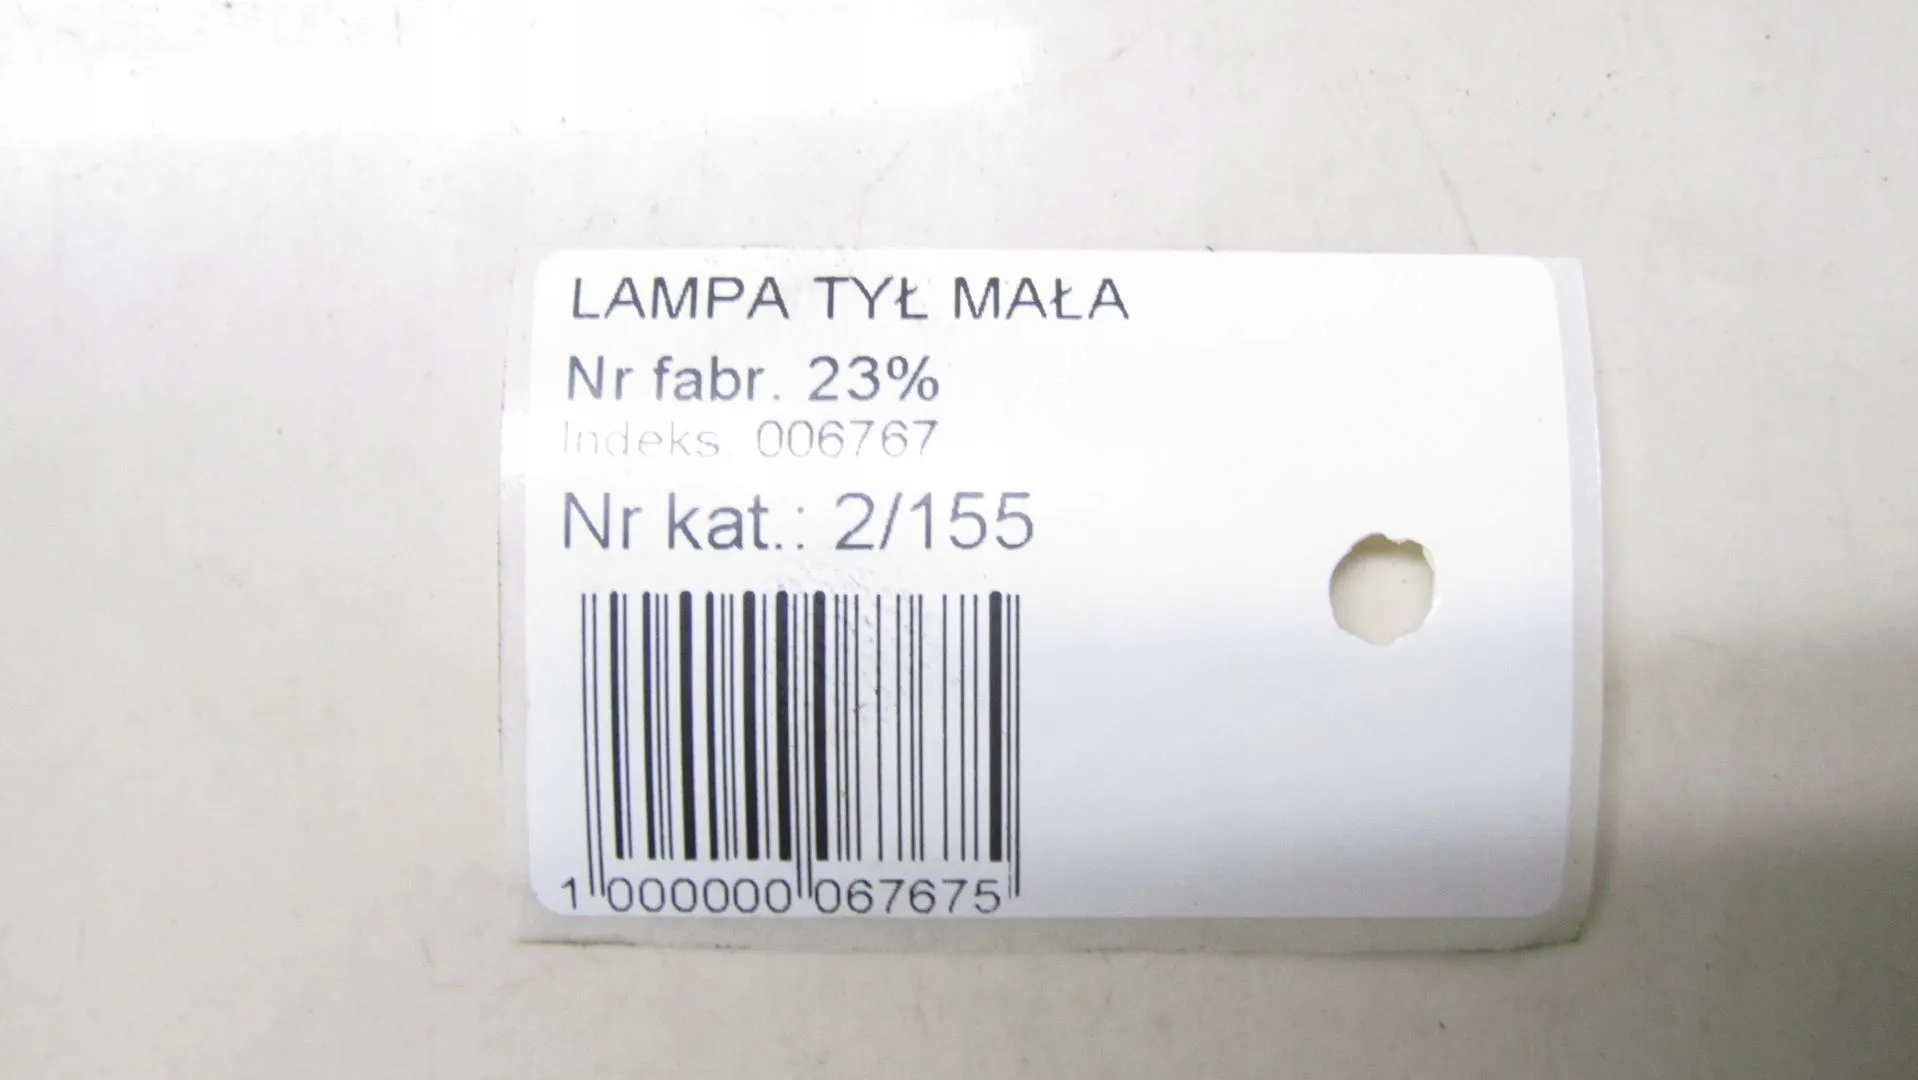 LAMPA TYŁ MAŁA
Nr fabr. 23%
Indeks. 006767
Nr kat.: 2/155
1 000000 067675